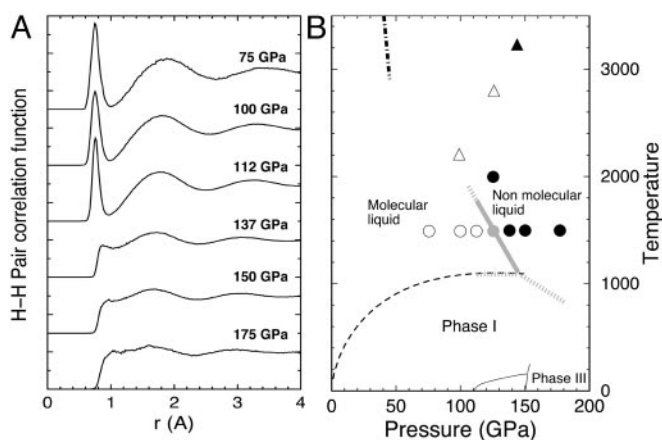 A
H-H Pair correlation function
75 GPa
100 GPa
112 GPa
137 GPa
150 GPa
175 GPa
0 1 2 3 4
r (A)
B
Molecular
liquid
Non molecular
liquid
Phase I
Phase III
3000
2000
1000
0
Temperature
0 50 100 150 200
Pressure (GPa)